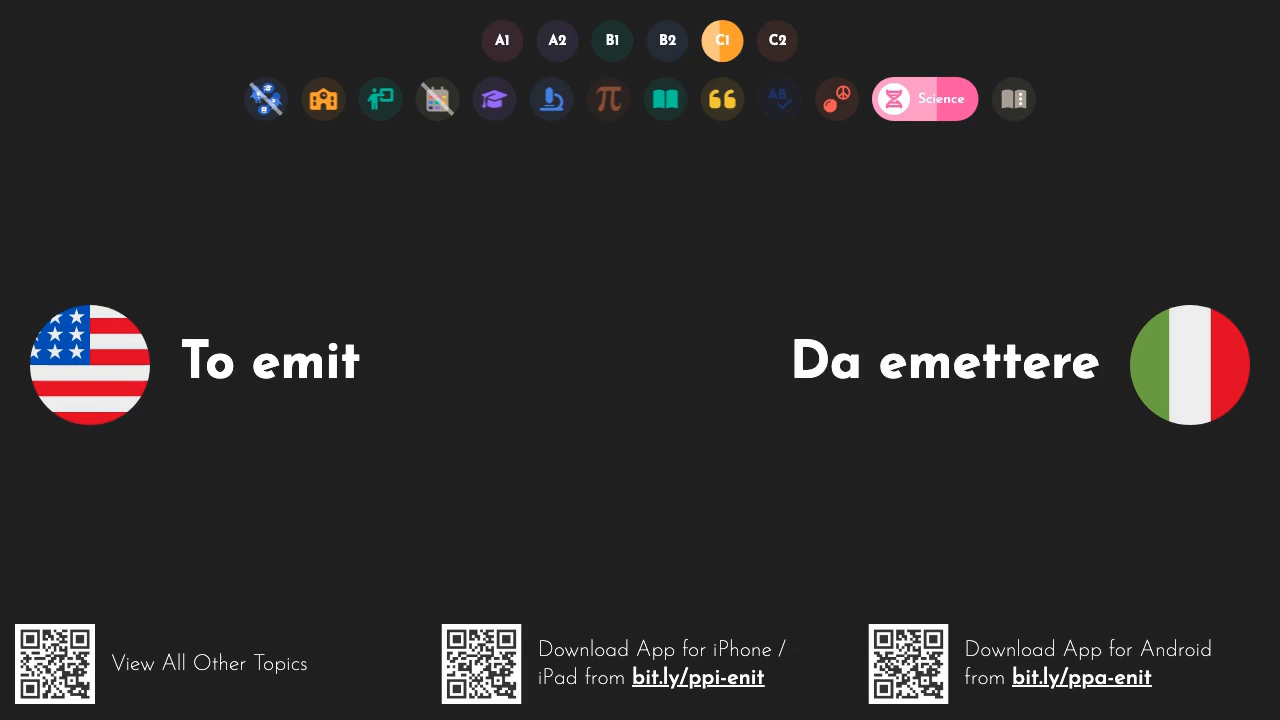 A1 A2 B1 B2 C1 C2
Science
To emit
Da emettere
View All Other Topics
Download App for iPhone /
iPad from bit.ly/ppi-enit
Download App for Android
from bit.ly/ppa-enit